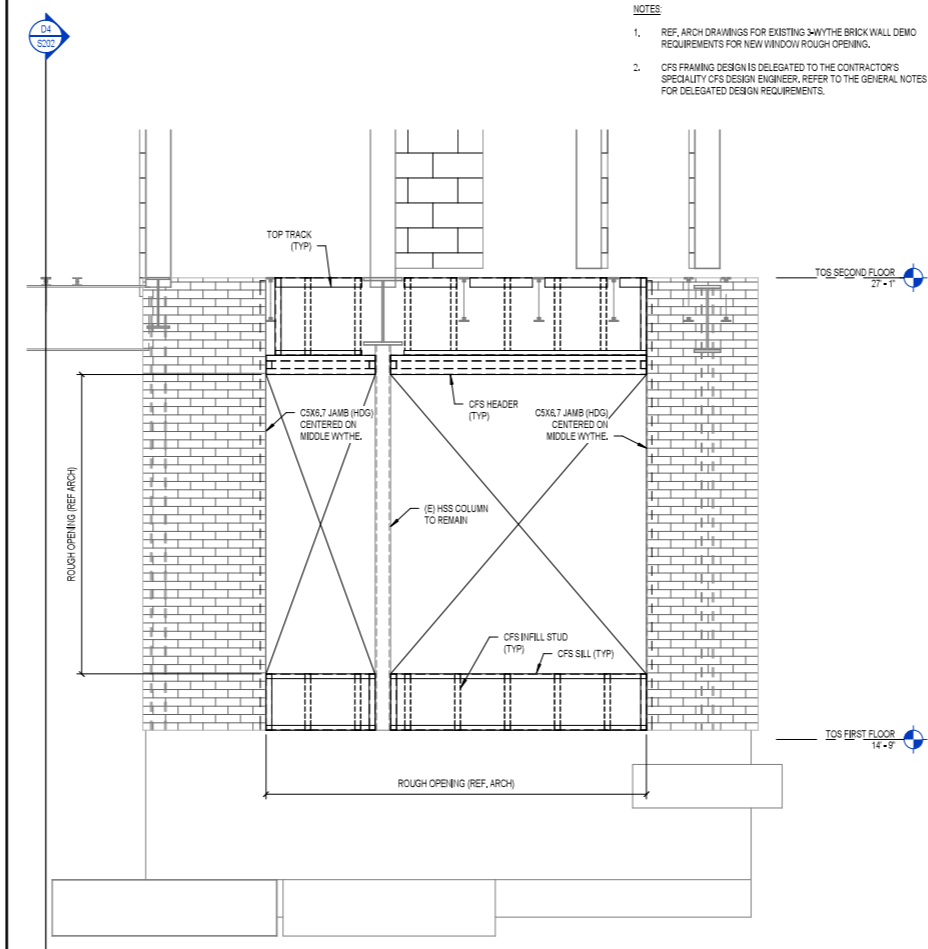 D4
S202
NOTES:
1. REF. ARCH DRAWINGS FOR EXISTING 3-WYTHE BRICK WALL DEMO
REQUIREMENTS FOR NEW WINDOW ROUGH OPENING.
2. CFS FRAMING DESIGN IS DELEGATED TO THE CONTRACTOR'S
SPECIALITY CFS DESIGN ENGINEER. REFER TO THE GENERAL NOTES
FOR DELEGATED DESIGN REQUIREMENTS.
TOP TRACK
(TYP)
TOS SECOND FLOOR
27' - 1"
CFS HEADER
(TYP)
C5X6.7 JAMB (HDG)
CENTERED ON
MIDDLE WYTHE.
C5X6.7 JAMB (HDG)
CENTERED ON
MIDDLE WYTHE.
ROUGH OPENING (REF ARCH)
(E) HSS COLUMN
TO REMAIN
CFS INFILL STUD
(TYP)
CFS SILL (TYP)
TOS FIRST FLOOR
14' - 9"
ROUGH OPENING (REF. ARCH)